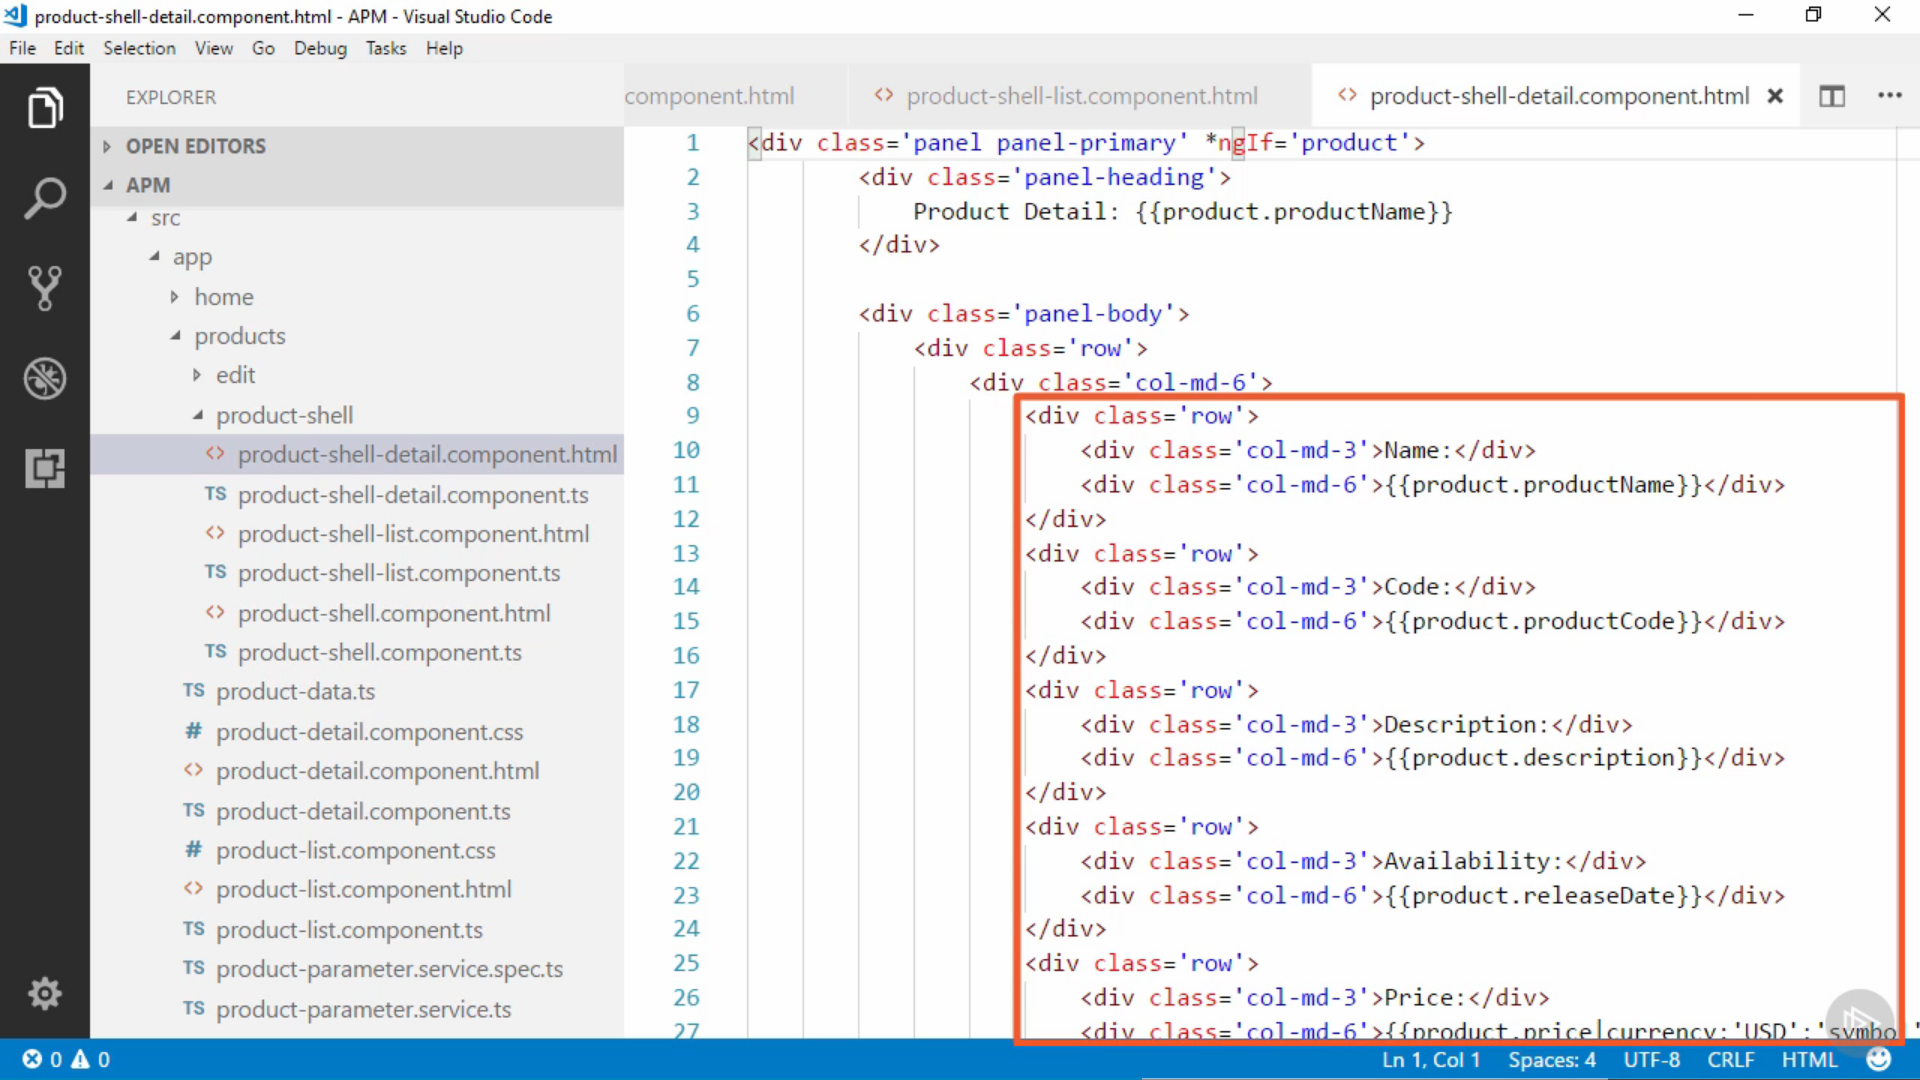 product-shell-detail.component.html - APM - Visual Studio Code
File Edit Selection View Go Debug Tasks Help
EXPLORER
OPEN EDITORS
APM
src
app
home
products
edit
product-shell
<> product-shell-detail.component.html
TS product-shell-detail.component.ts
<> product-shell-list.component.html
TS product-shell-list.component.ts
<> product-shell.component.html
TS product-shell.component.ts
TS product-data.ts
# product-detail.component.css
<> product-detail.component.html
TS product-detail.component.ts
# product-list.component.css
<> product-list.component.html
TS product-list.component.ts
TS product-parameter.service.spec.ts
TS product-parameter.service.ts
component.html <> product-shell-list.component.html <> product-shell-detail.component.html
1 <div class='panel panel-primary' *ngIf='product'>
2 <div class='panel-heading'>
3 Product Detail: {{product.productName}}
4 </div>
5
6 <div class='panel-body'>
7 <div class='row'>
8 <div class='col-md-6'>
9 <div class='row'>
10 <div class='col-md-3'>Name:</div>
11 <div class='col-md-6'>{{product.productName}}</div>
12 </div>
13 <div class='row'>
14 <div class='col-md-3'>Code:</div>
15 <div class='col-md-6'>{{product.productCode}}</div>
16 </div>
17 <div class='row'>
18 <div class='col-md-3'>Description:</div>
19 <div class='col-md-6'>{{product.description}}</div>
20 </div>
21 <div class='row'>
22 <div class='col-md-3'>Availability:</div>
23 <div class='col-md-6'>{{product.releaseDate}}</div>
24 </div>
25 <div class='row'>
26 <div class='col-md-3'>Price:</div>
27 <div class='col-md-6'>{{product.price|currency:'USD':'symbol'
0 0 Ln 1, Col 1 Spaces: 4 UTF-8 CRLF HTML